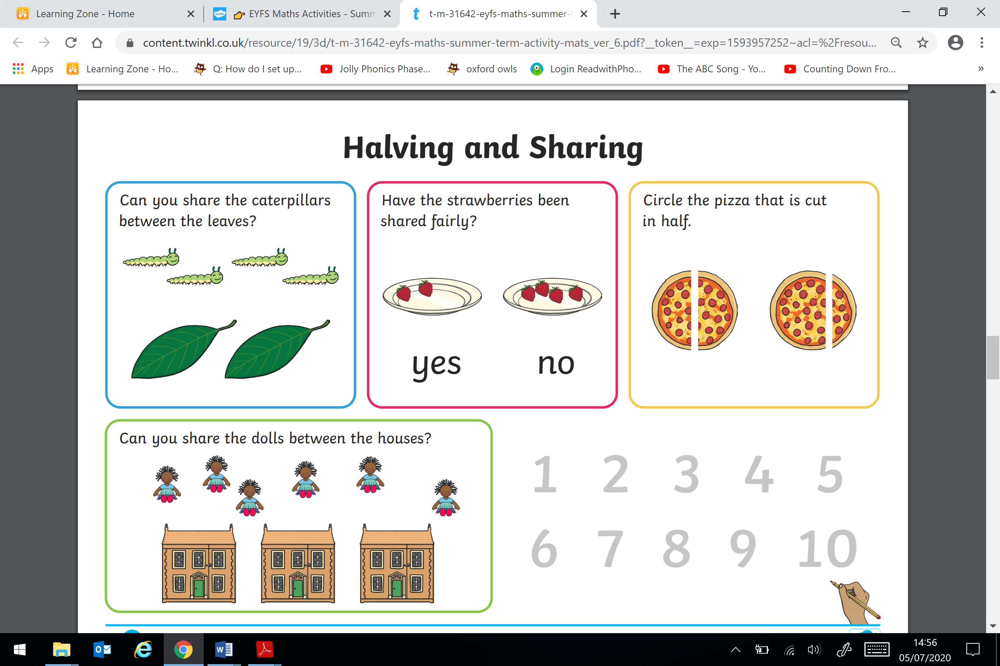 Learning Zone - Home
EYFS Maths Activities - Summ
t-m-31642-eyfs-maths-summer-t
content.twinkl.co.uk/resource/19/3d/t-m-31642-eyfs-maths-summer-term-activity-mats_ver_6.pdf?__token__=exp=1593957252~acl=%2Fresou...
Apps
Learning Zone - Ho...
Q: How do I set up...
Jolly Phonics Phase...
oxford owls
Login ReadwithPho...
The ABC Song - Yo...
Counting Down Fro...
»
Halving and Sharing
Can you share the caterpillars
between the leaves?
Have the strawberries been
shared fairly?
yes no
Circle the pizza that is cut
in half.
Can you share the dolls between the houses?
1 2 3 4 5
6 7 8 9 10
14:56
05/07/2020